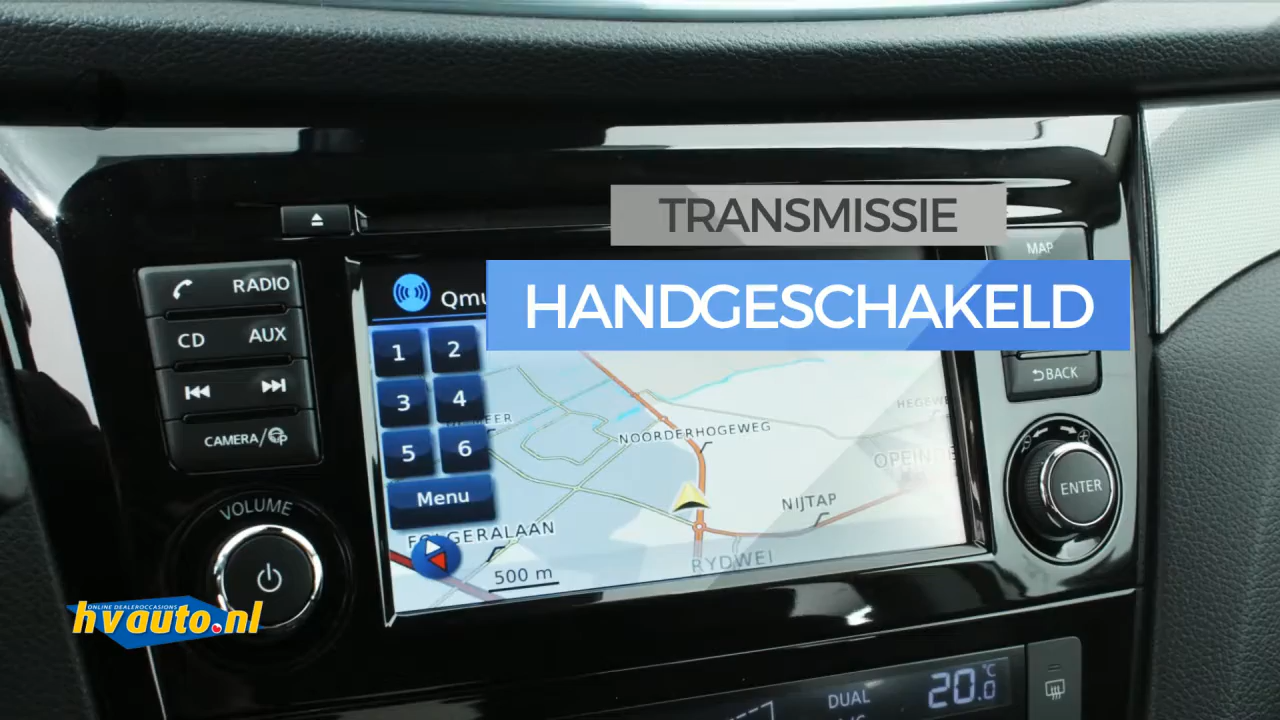 TRANSMISSIE
HANDGESCHAKELD
MAP
RADIO
CD
AUX
CAMERA/
VOLUME
BACK
ENTER
1
2
3
4
5
6
Menu
NOORDERHOGEWEG
NIJTAP
RYDWEI
500 m
ONLINE DEALEROCCASIONS
hvauto.nl
DUAL
20.0 °C